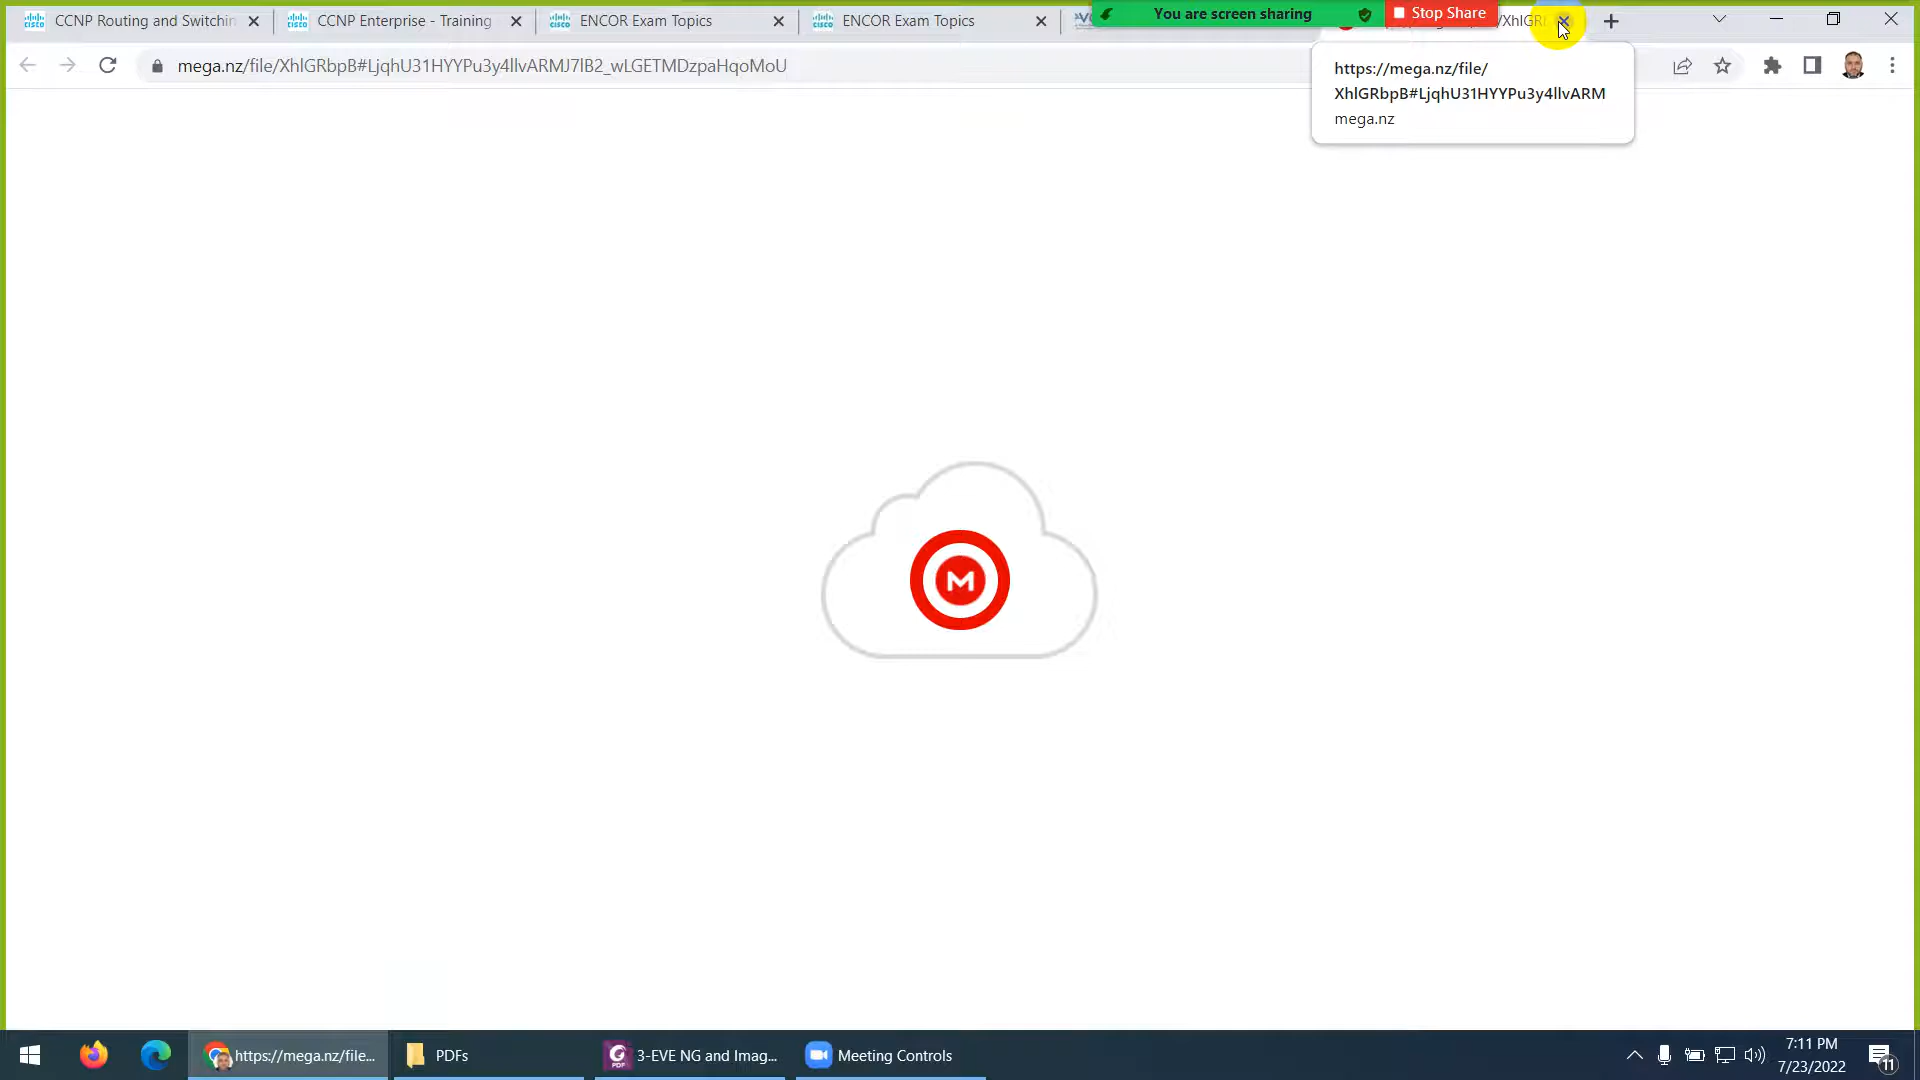 CCNP Routing and Switchin
CCNP Enterprise - Training
ENCOR Exam Topics
ENCOR Exam Topics
You are screen sharing
Stop Share
mega.nz/file/XhlGRbpB#LjqhU31HYYPu3y4llvARMJ7lB2_wLGETMDzpaHqoMoU
https://mega.nz/file/
XhlGRbpB#LjqhU31HYYPu3y4llvARM
mega.nz
M
https://mega.nz/file...
PDFs
3-EVE NG and Imag...
Meeting Controls
7:11 PM
7/23/2022
11